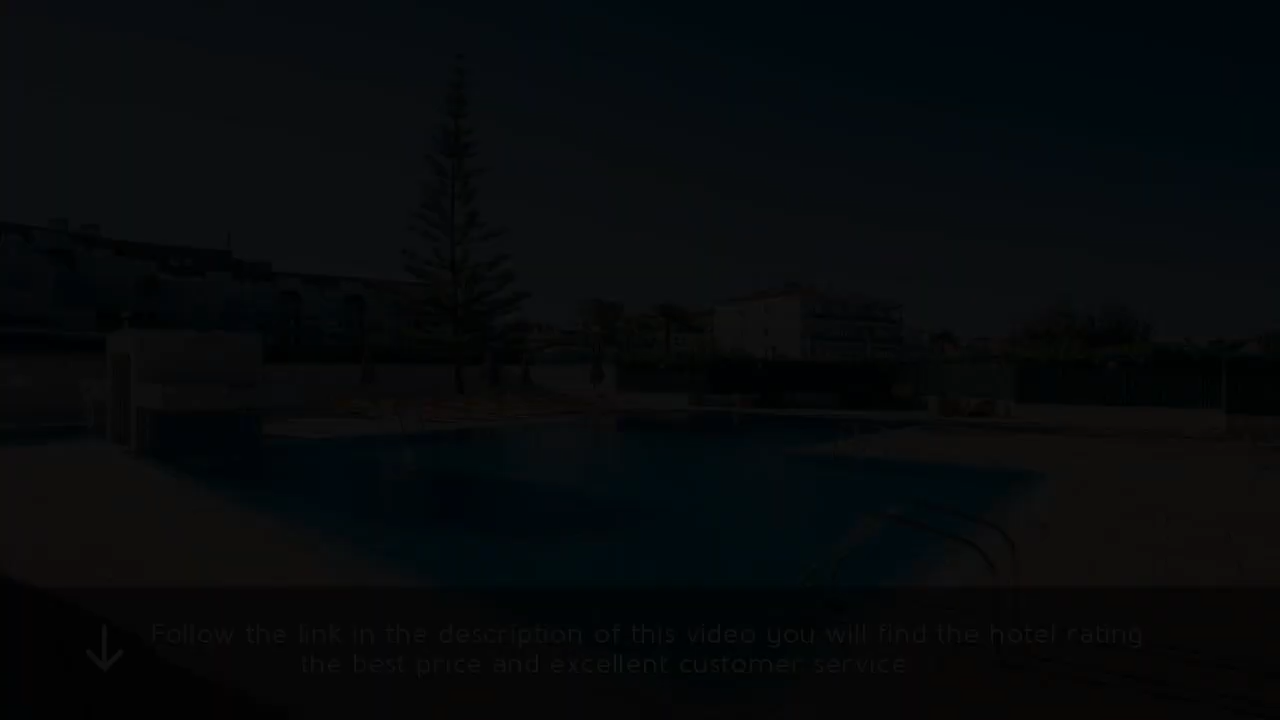 Follow the link in the description of this video you will find the hotel rating
the best price and excellent customer service